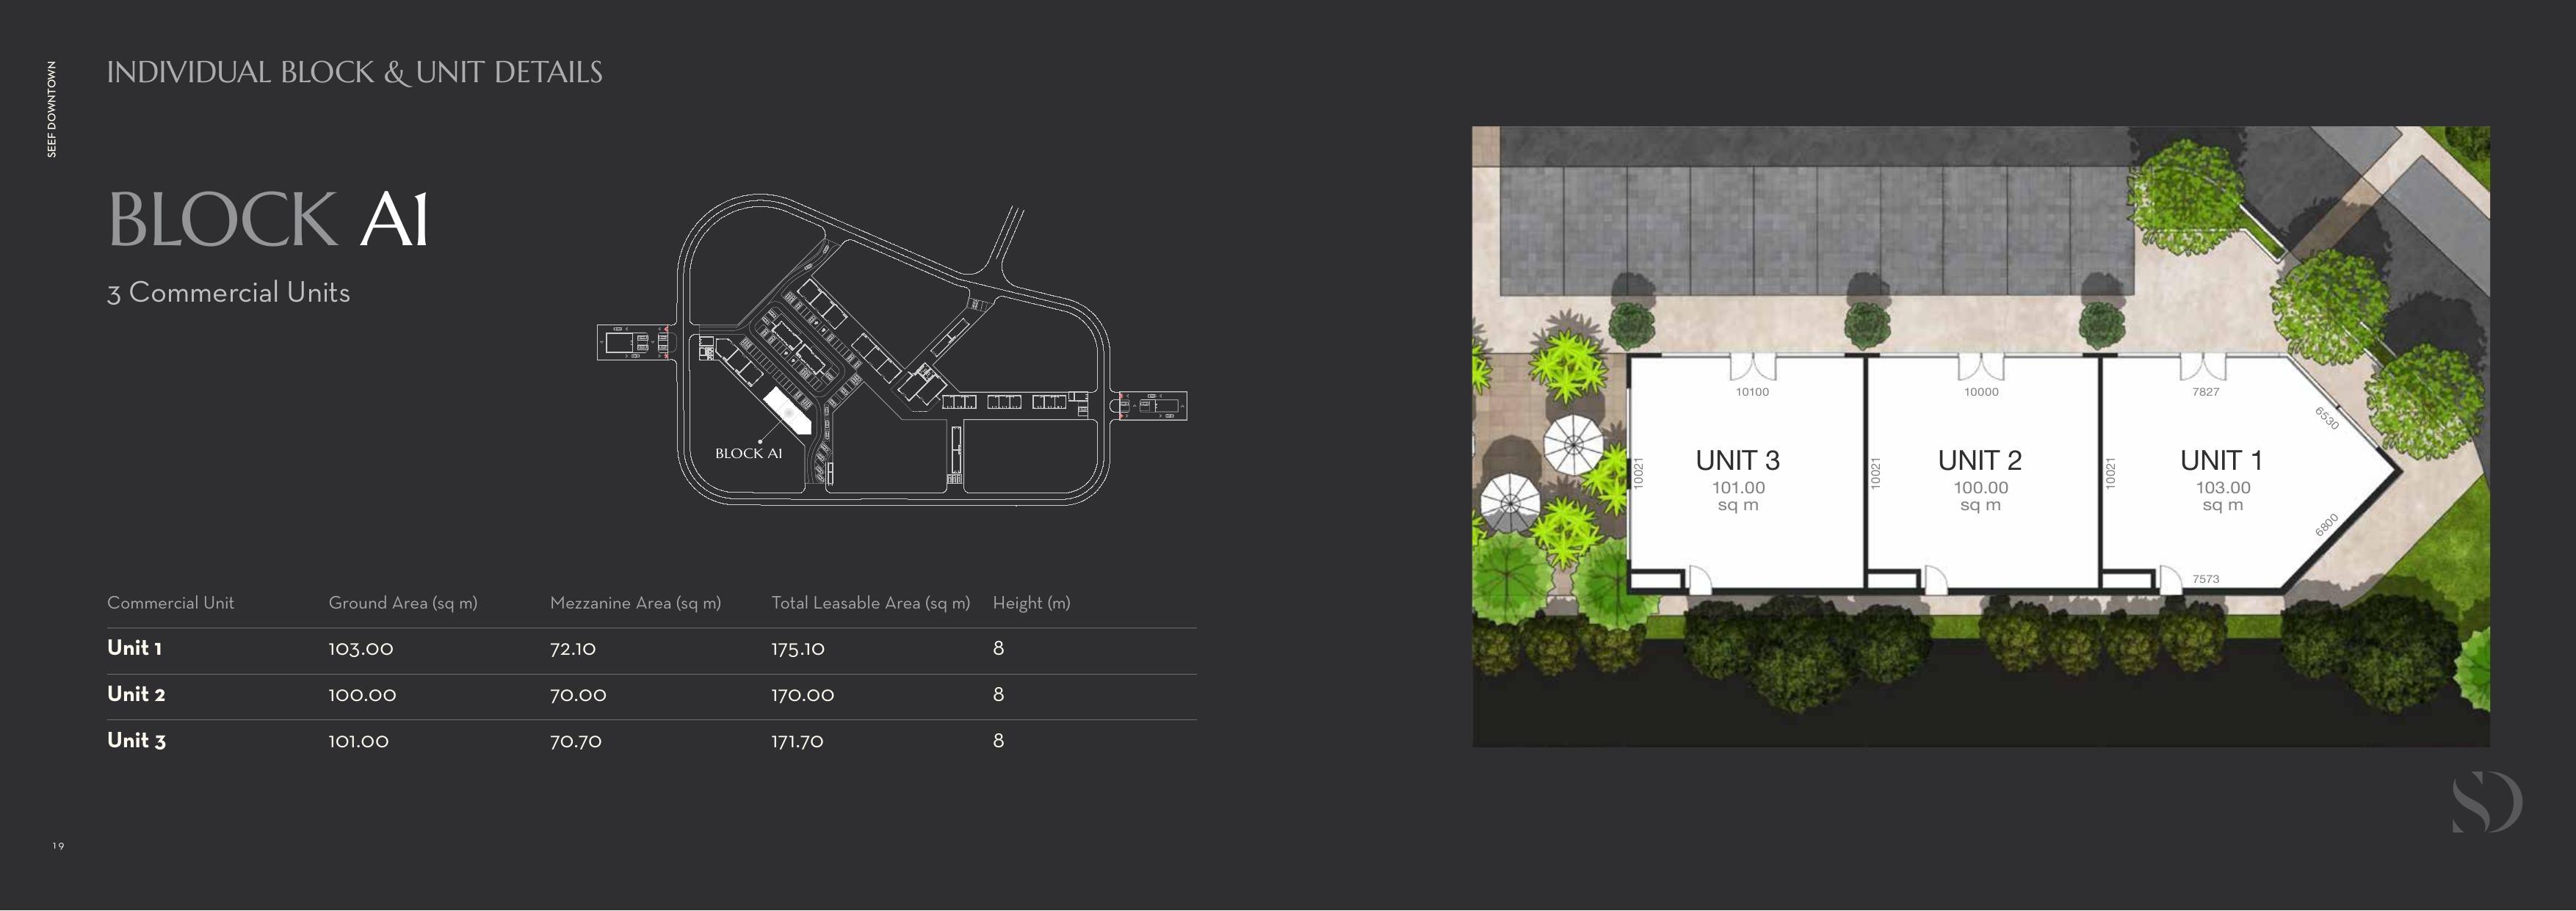 SEEF DOWNTOWN
INDIVIDUAL BLOCK & UNIT DETAILS
BLOCK A1
3 Commercial Units
BLOCK A1
Commercial Unit Ground Area (sq m) Mezzanine Area (sq m) Total Leasable Area (sq m) Height (m)
Unit 1 103.00 72.10 175.10 8
Unit 2 100.00 70.00 170.00 8
Unit 3 101.00 70.70 171.70 8
10100 10000 7827
6530
UNIT 3 UNIT 2 UNIT 1
10021 10021 10021
101.00 100.00 103.00
sq m sq m sq m
6800
7573
SD
19